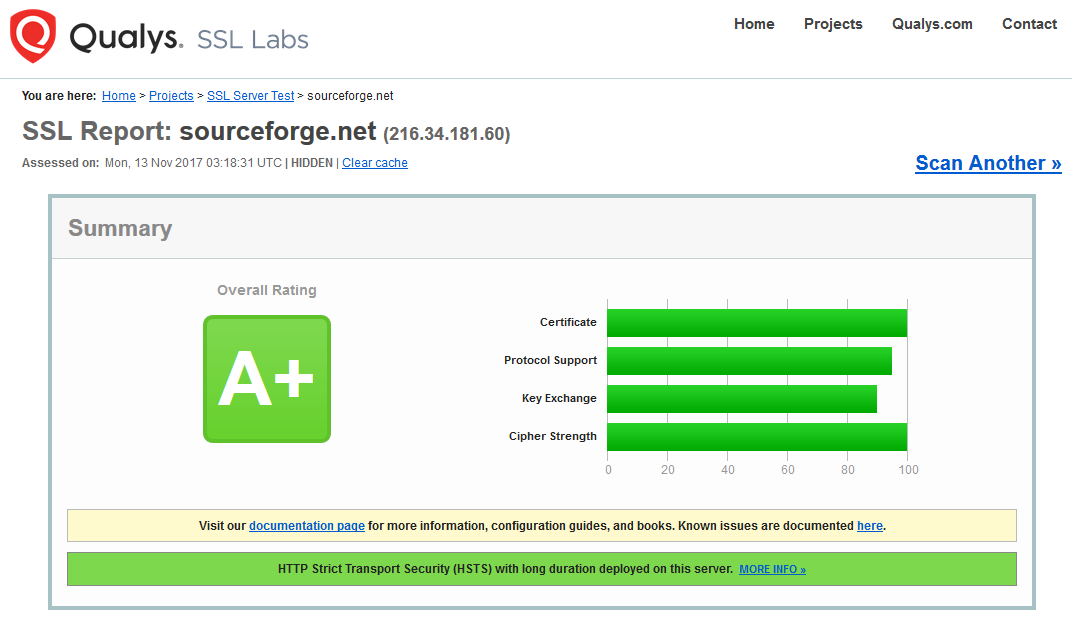 Qualys. SSL Labs
Home Projects Qualys.com Contact
You are here: Home > Projects > SSL Server Test > sourceforge.net
SSL Report: sourceforge.net (216.34.181.60)
Assessed on: Mon, 13 Nov 2017 03:18:31 UTC | HIDDEN | Clear cache
Scan Another »
Summary
Overall Rating
A+
Certificate
Protocol Support
Key Exchange
Cipher Strength
0 20 40 60 80 100
Visit our documentation page for more information, configuration guides, and books. Known issues are documented here.
HTTP Strict Transport Security (HSTS) with long duration deployed on this server. MORE INFO »